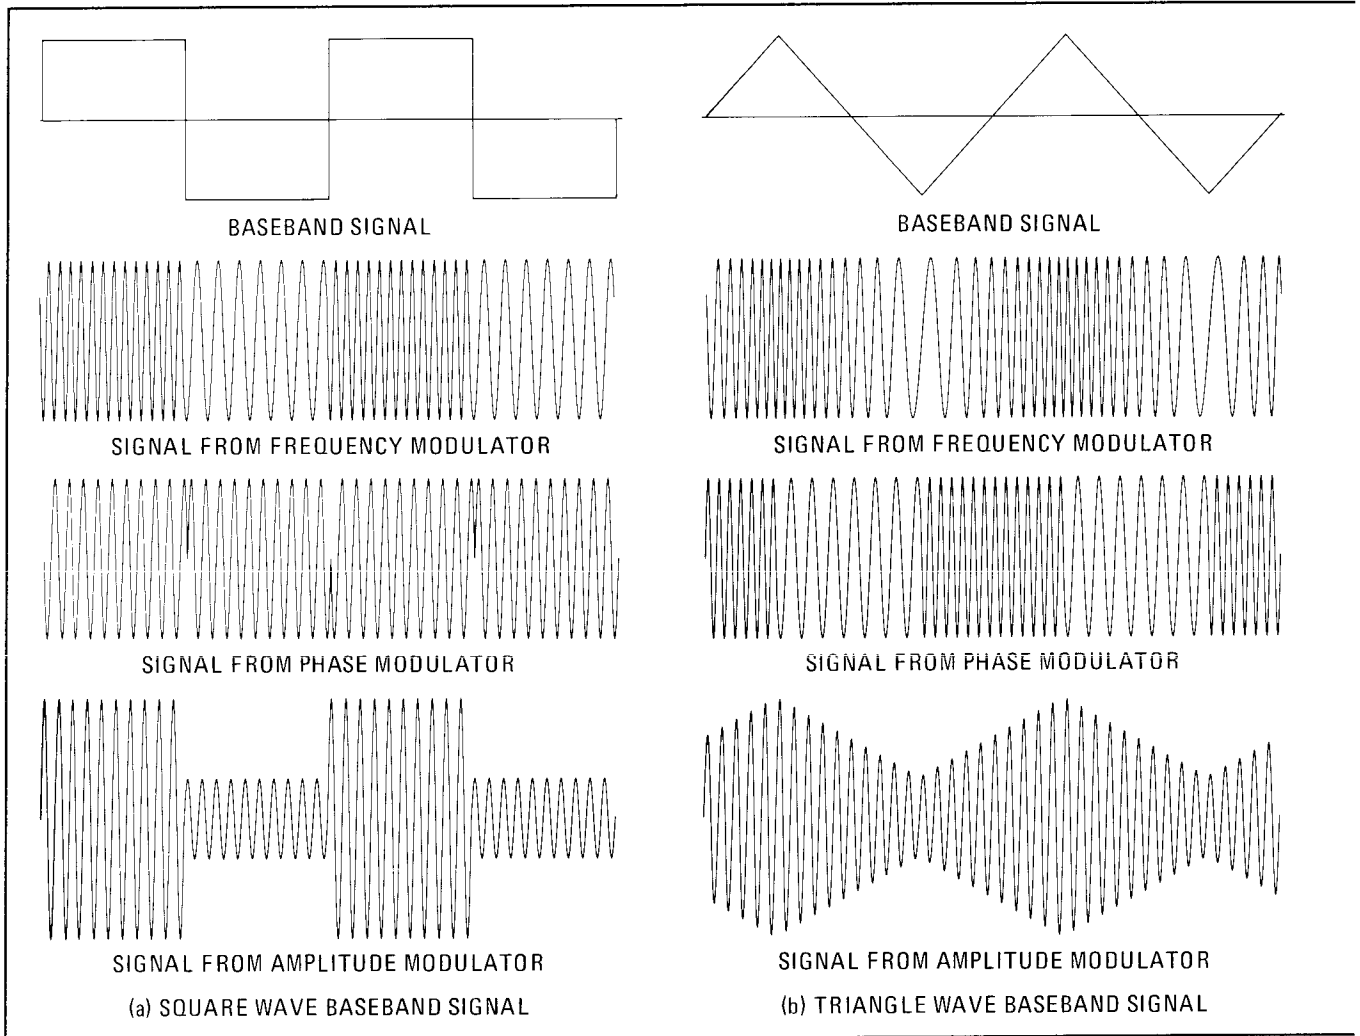 BASEBAND SIGNAL
SIGNAL FROM FREQUENCY MODULATOR
SIGNAL FROM PHASE MODULATOR
SIGNAL FROM AMPLITUDE MODULATOR
(a) SQUARE WAVE BASEBAND SIGNAL
BASEBAND SIGNAL
SIGNAL FROM FREQUENCY MODULATOR
SIGNAL FROM PHASE MODULATOR
SIGNAL FROM AMPLITUDE MODULATOR
(b) TRIANGLE WAVE BASEBAND SIGNAL